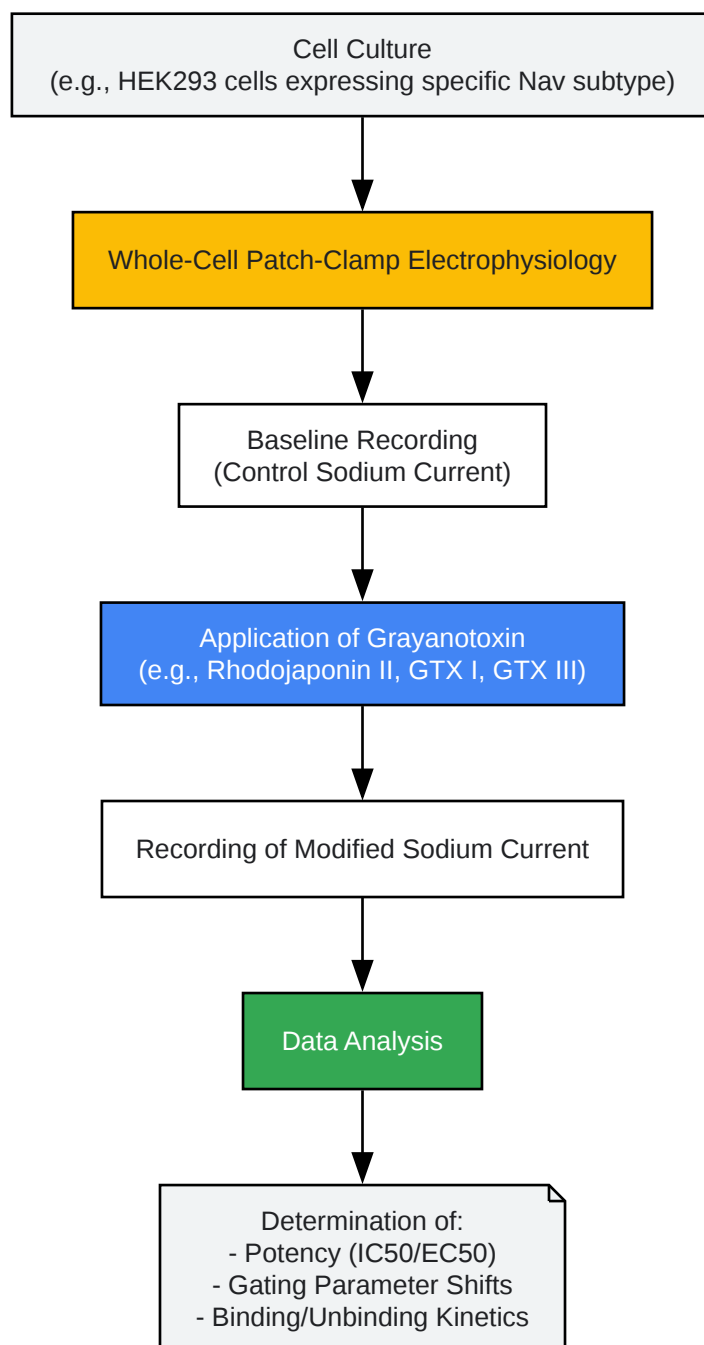 Cell Culture
(e.g., HEK293 cells expressing specific Nav subtype)
Whole-Cell Patch-Clamp Electrophysiology
Baseline Recording
(Control Sodium Current)
Application of Grayanotoxin
(e.g., Rhodojaponin II, GTX I, GTX III)
Recording of Modified Sodium Current
Data Analysis
Determination of:
- Potency (IC50/EC50)
- Gating Parameter Shifts
- Binding/Unbinding Kinetics